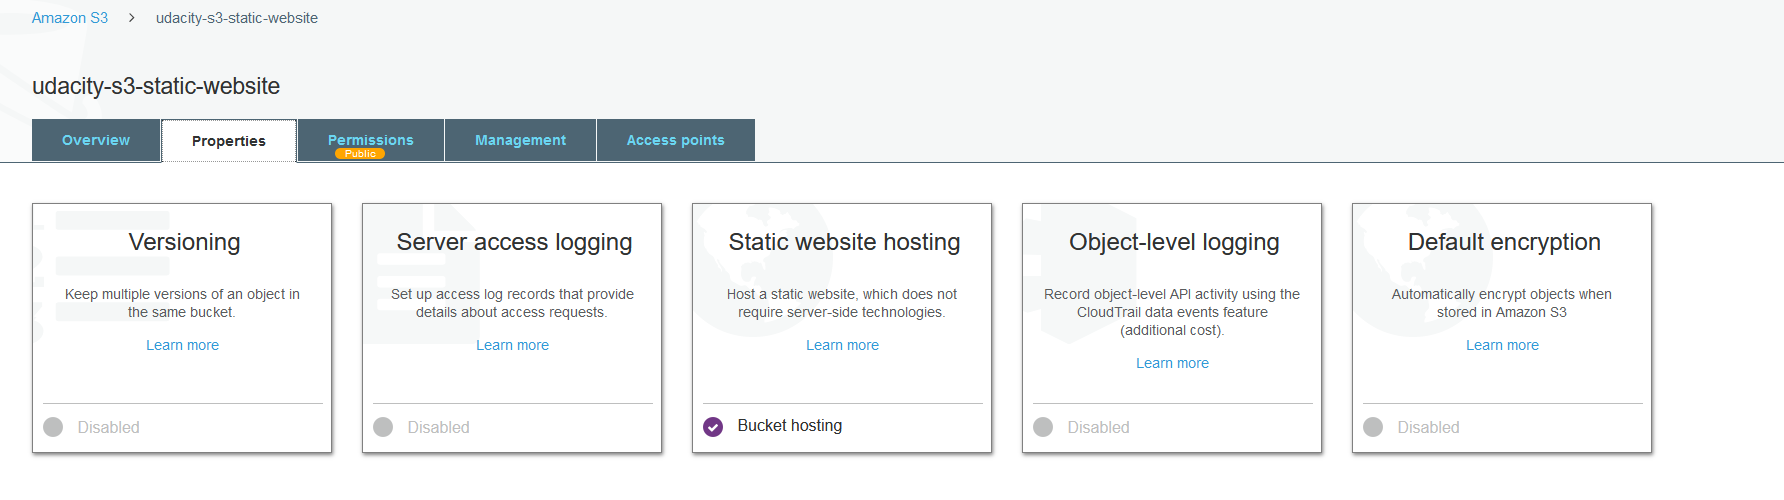 Amazon S3 > udacity-s3-static-website
udacity-s3-static-website
Overview Properties Permissions Management Access points
Public
Versioning
Keep multiple versions of an object in
the same bucket.
Learn more
Disabled
Server access logging
Set up access log records that provide
details about access requests.
Learn more
Disabled
Static website hosting
Host a static website, which does not
require server-side technologies.
Learn more
Bucket hosting
Object-level logging
Record object-level API activity using the
CloudTrail data events feature
(additional cost).
Learn more
Disabled
Default encryption
Automatically encrypt objects when
stored in Amazon S3
Learn more
Disabled